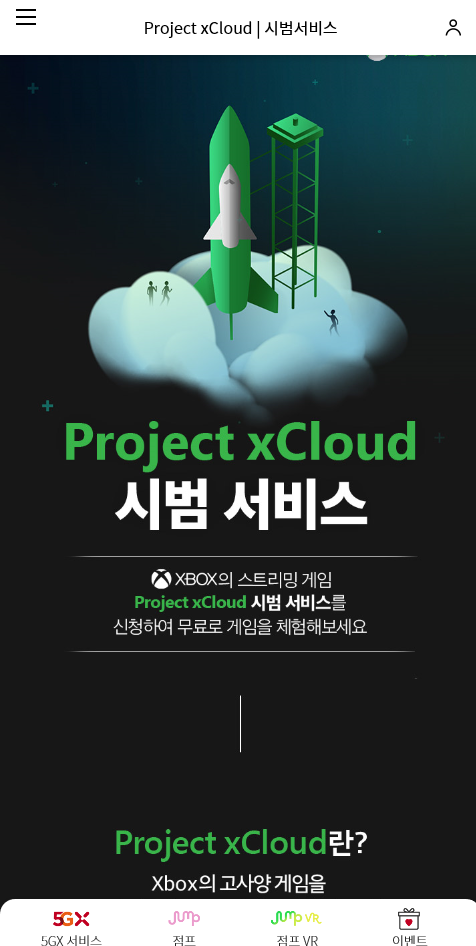 Project xCloud | 시범서비스
Project xCloud
시범 서비스
XBOX의 스트리밍 게임
Project xCloud 시범 서비스를
신청하여 무료로 게임을 체험해보세요
Project xCloud란?
Xbox의 고사양 게임을
5GX jump jump VR
5GX 서비스 점프 점프 VR 이벤트